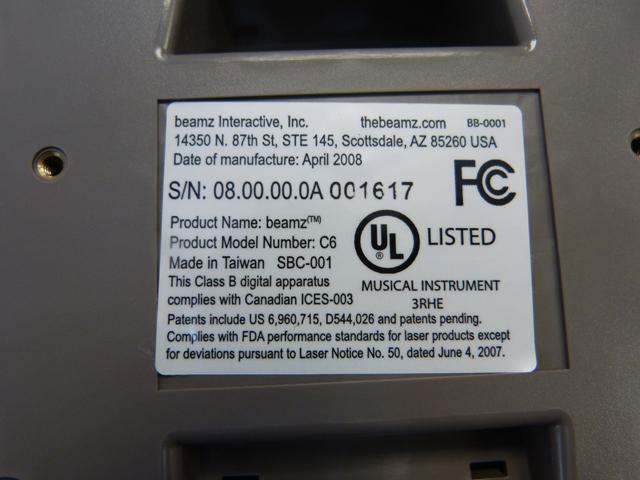 beamz Interactive, Inc. thebeamz.com BB-0001
14350 N. 87th St, STE 145, Scottsdale, AZ 85260 USA
Date of manufacture: April 2008
S/N: 08.00.00.0A 001617
FC
Product Name: beamz(TM)
Product Model Number: C6
Made in Taiwan SBC-001
UL ® LISTED
This Class B digital apparatus
complies with Canadian ICES-003
MUSICAL INSTRUMENT
3RHE
Patents include US 6,960,715, D544,026 and patents pending.
Complies with FDA performance standards for laser products except
for deviations pursuant to Laser Notice No. 50, dated June 4, 2007.